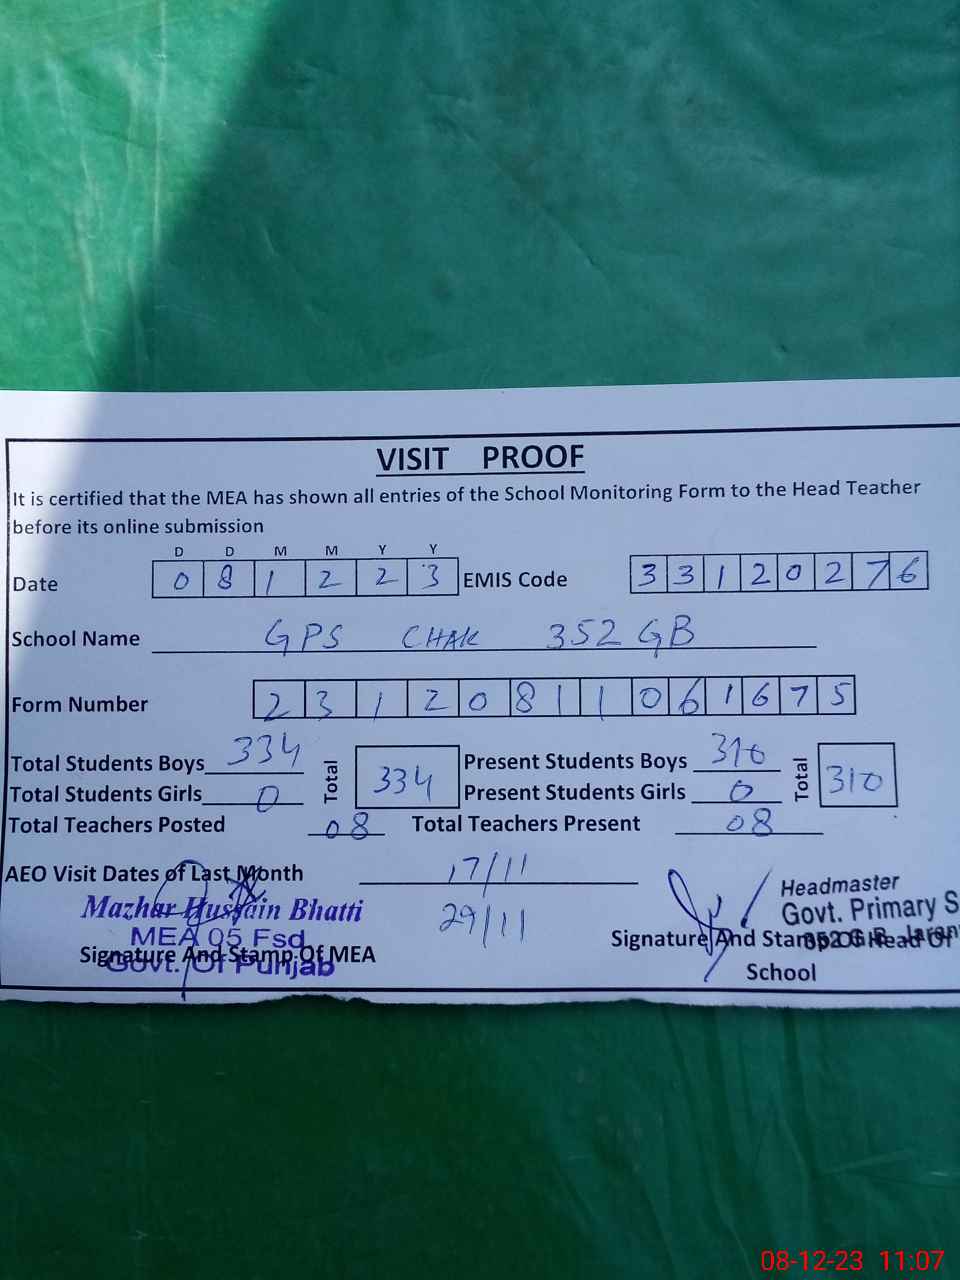 VISIT PROOF
It is certified that the MEA has shown all entries of the School Monitoring Form to the Head Teacher
before its online submission
D D M M Y Y
Date 0 8 1 2 2 3 EMIS Code 3 3 1 2 0 2 7 6
School Name GPS CHAK 352 GB
Form Number 2 3 1 2 0 8 1 1 0 6 1 6 7 5
Total Students Boys 334 Total 334 Present Students Boys 310 Total 310
Total Students Girls 0 Present Students Girls 0
Total Teachers Posted 08 Total Teachers Present 08
AEO Visit Dates of Last Month 17/11
29/11
Mazhar Hussain Bhatti
MEA 05 Fsd
Govt. Of Punjab
Signature And Stamp Of MEA
Headmaster
Govt. Primary S
352 G.B. Jaran
Signature And Stamp Of Head Of
School
08-12-23 11:07